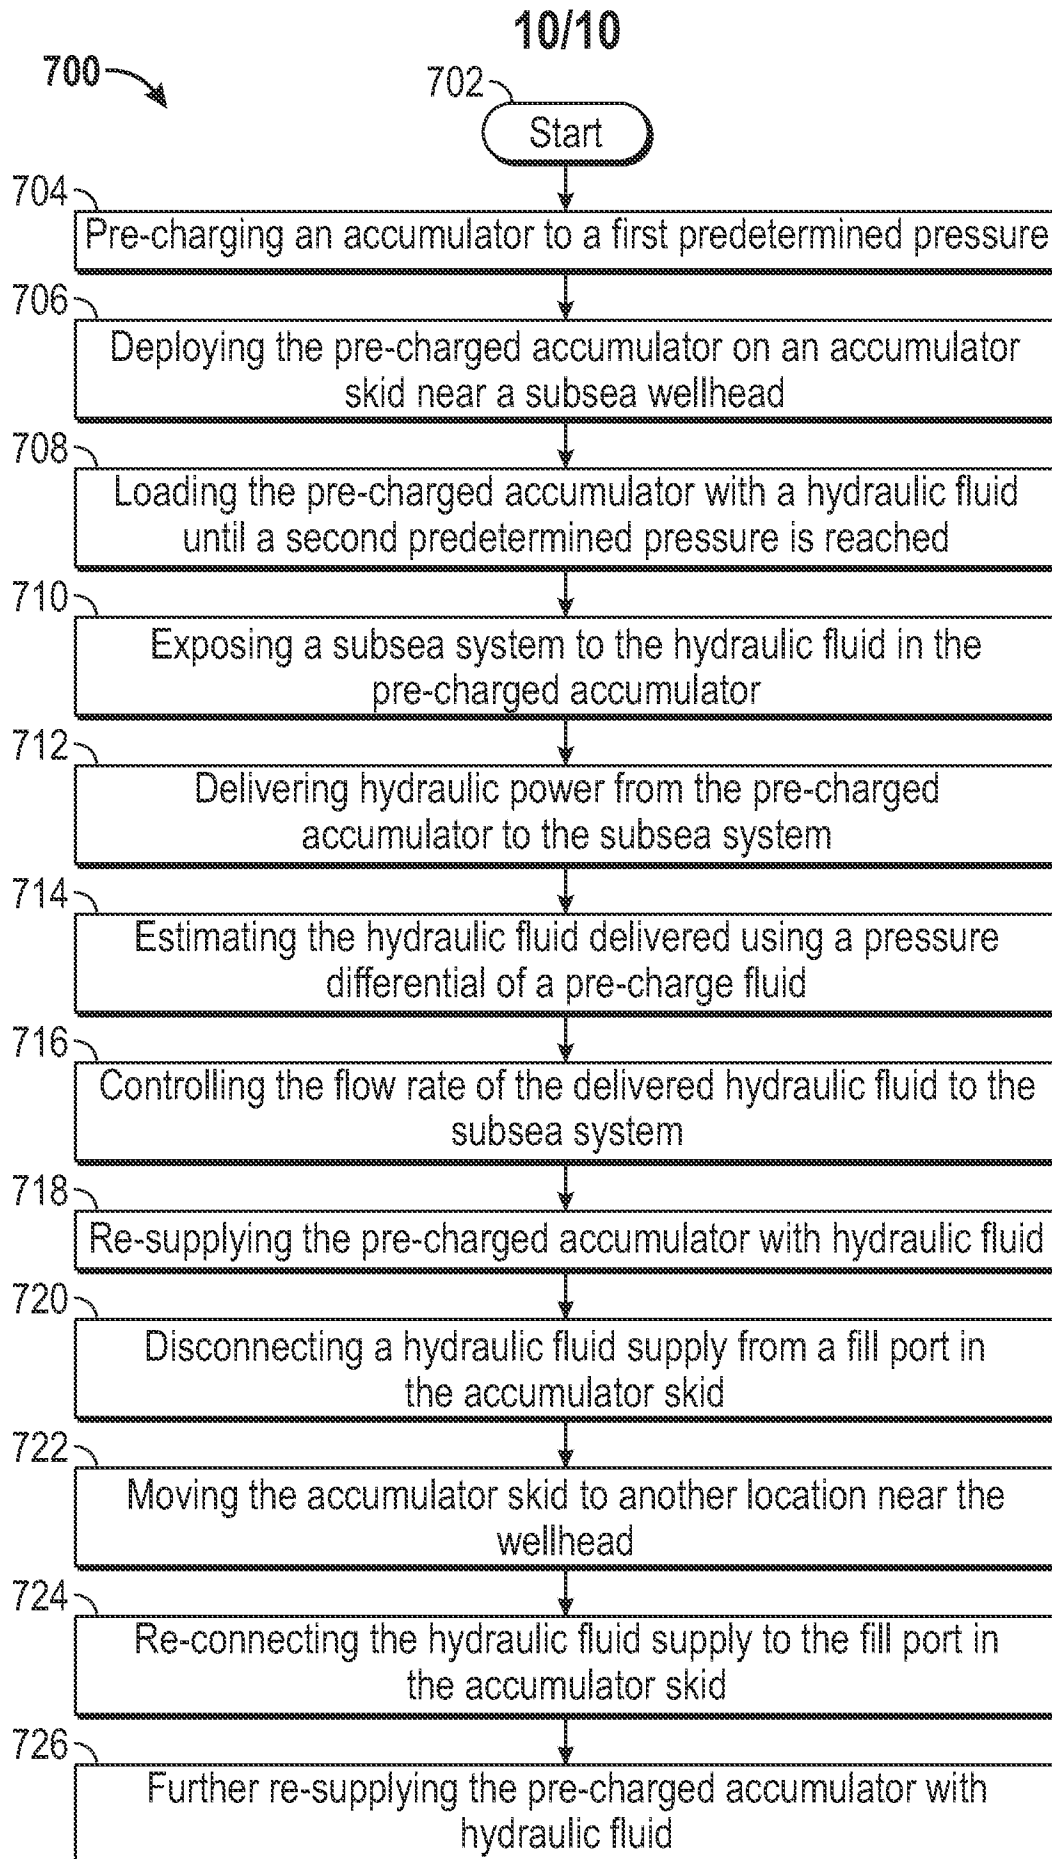 10/10
700
702
Start
704
Pre-charging an accumulator to a first predetermined pressure
706
Deploying the pre-charged accumulator on an accumulator
skid near a subsea wellhead
708
Loading the pre-charged accumulator with a hydraulic fluid
until a second predetermined pressure is reached
710
Exposing a subsea system to the hydraulic fluid in the
pre-charged accumulator
712
Delivering hydraulic power from the pre-charged
accumulator to the subsea system
714
Estimating the hydraulic fluid delivered using a pressure
differential of a pre-charge fluid
716
Controlling the flow rate of the delivered hydraulic fluid to the
subsea system
718
Re-supplying the pre-charged accumulator with hydraulic fluid
720
Disconnecting a hydraulic fluid supply from a fill port in
the accumulator skid
722
Moving the accumulator skid to another location near the
wellhead
724
Re-connecting the hydraulic fluid supply to the fill port in
the accumulator skid
726
Further re-supplying the pre-charged accumulator with
hydraulic fluid